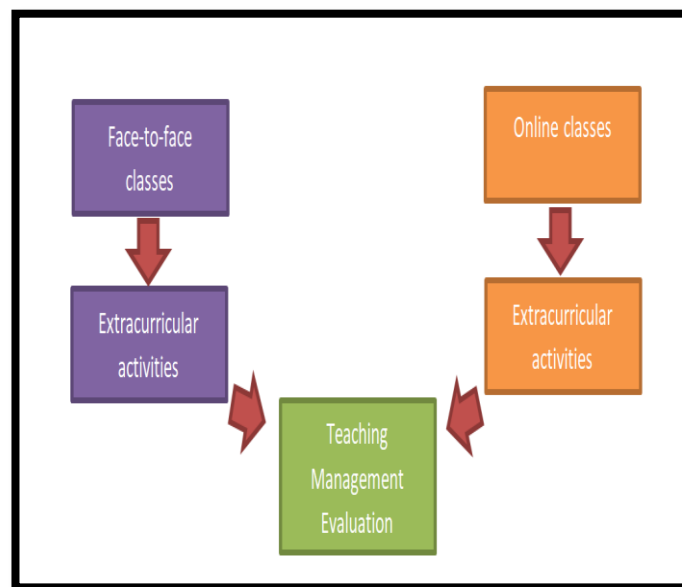 Face-to-face
classes
Online classes
Extracurricular
activities
Extracurricular
activities
Teaching
Management
Evaluation